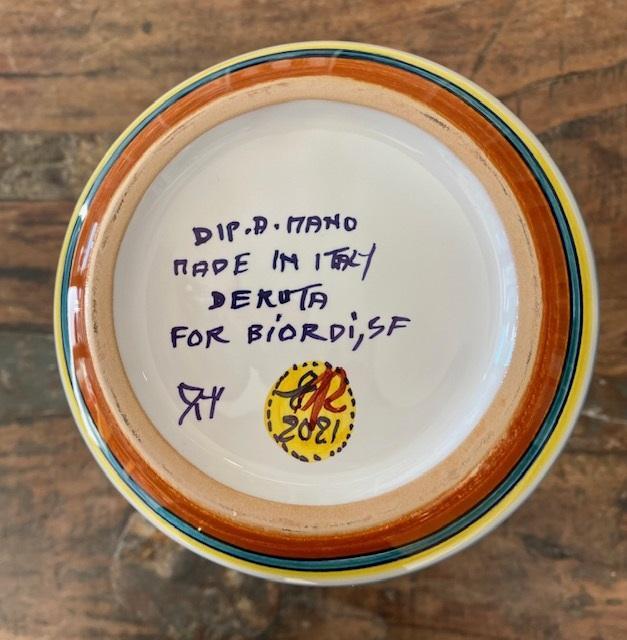 DIP.A.MANO
MADE IN ITALY
DERUTA
FOR BIORDI, SF
2021